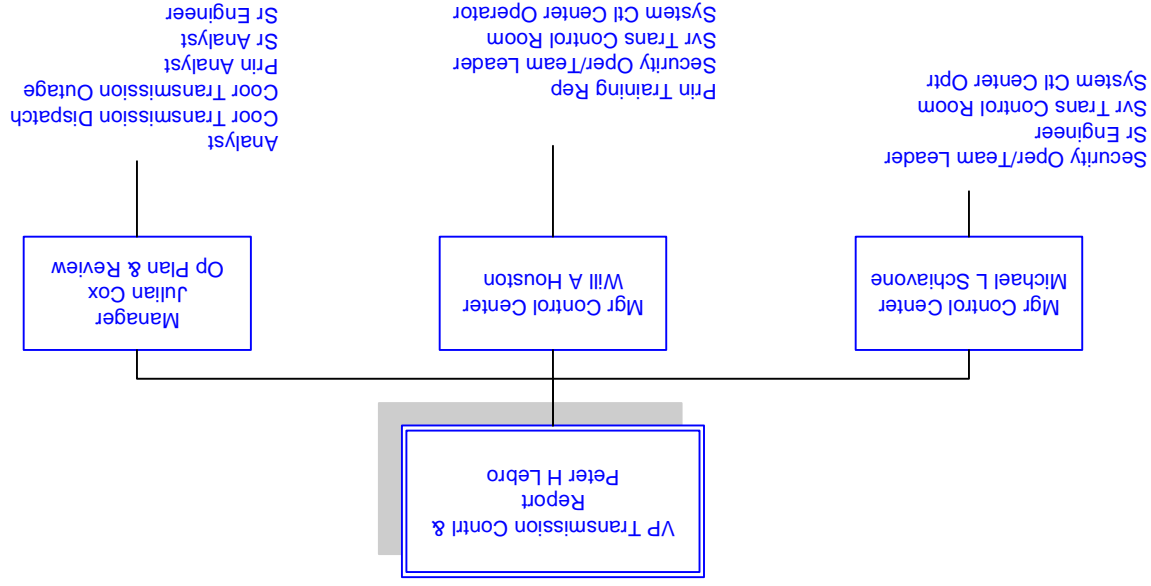 VP Transmission Contrl &
Report
Peter H Lebro
Mgr Control Center
Michael L Schiavone
Security Oper/Team Leader
Sr Engineer
Svr Trans Control Room
System Ctl Center Optr
Mgr Control Center
Will A Houston
Prin Training Rep
Security Oper/Team Leader
Svr Trans Control Room
System Ctl Center Operator
Manager
Julian Cox
Op Plan & Review
Analyst
Coor Transmission Dispatch
Coor Transmission Outage
Prin Analyst
Sr Analyst
Sr Engineer